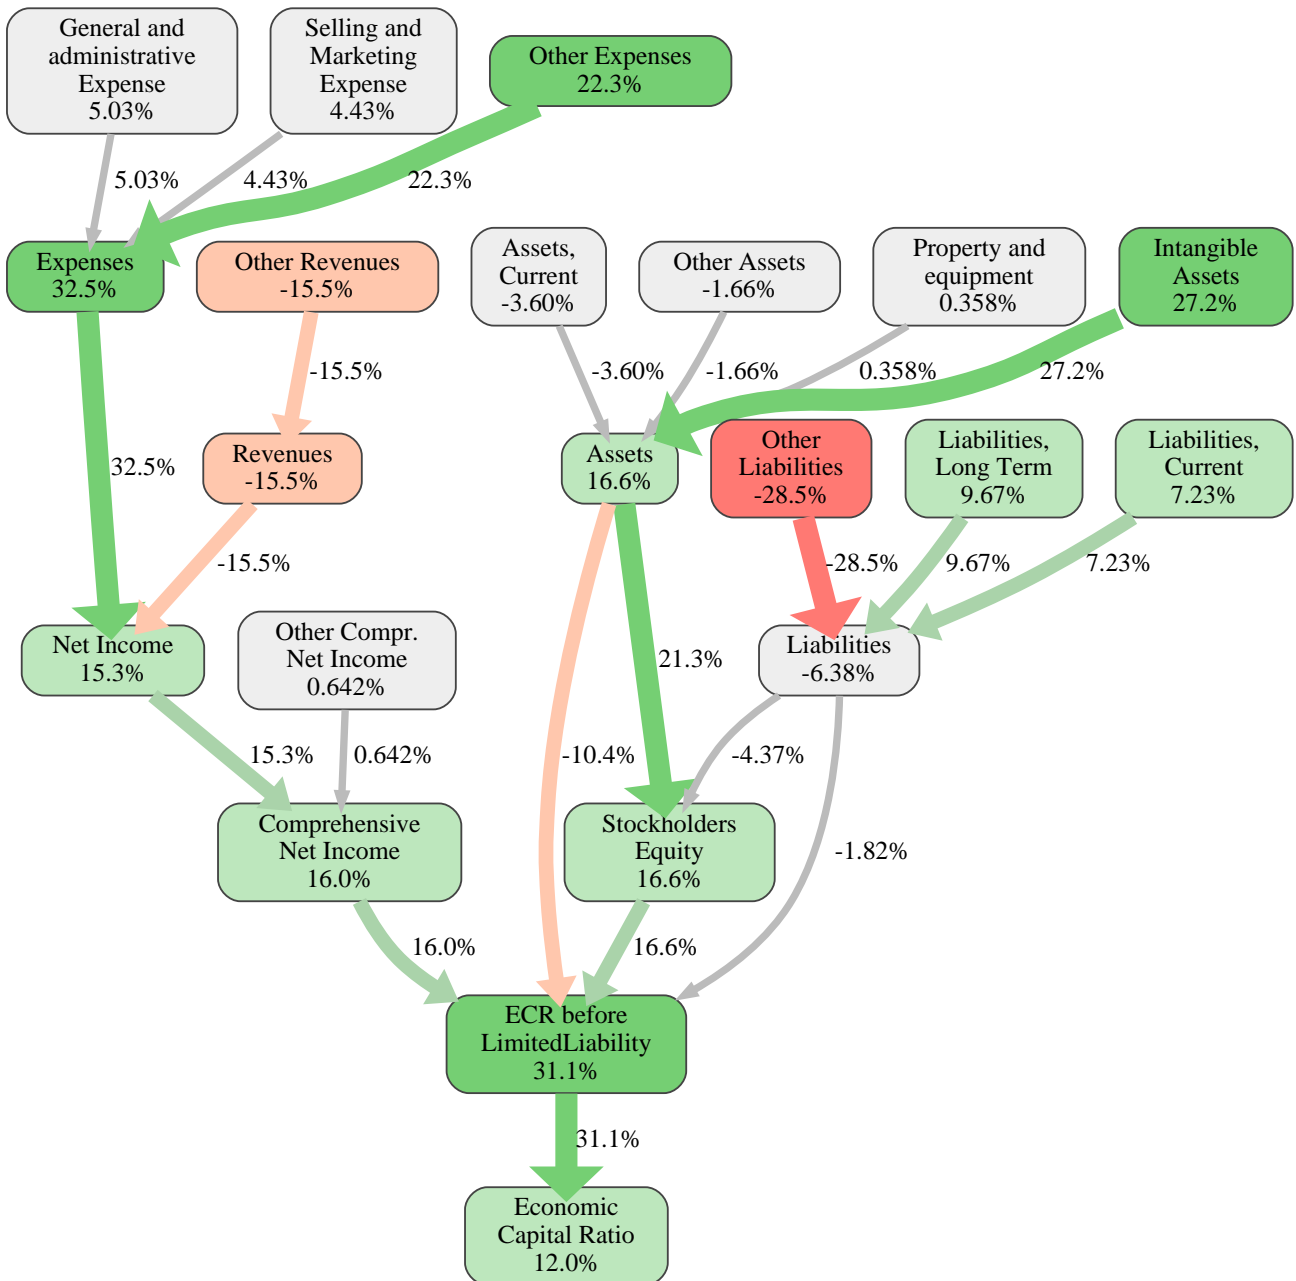 General and
administrative
Expense
5.03%
Selling and
Marketing
Expense
4.43%
Other Expenses
22.3%
5.03%
4.43%
22.3%
Expenses
32.5%
Other Revenues
-15.5%
Assets,
Current
-3.60%
Other Assets
-1.66%
Property and
equipment
0.358%
Intangible
Assets
27.2%
-15.5%
-3.60%
-1.66%
0.358%
27.2%
Revenues
-15.5%
Assets
16.6%
Other
Liabilities
-28.5%
Liabilities,
Long Term
9.67%
Liabilities,
Current
7.23%
32.5%
-15.5%
-28.5%
9.67%
7.23%
Net Income
15.3%
Other Compr.
Net Income
0.642%
Liabilities
-6.38%
21.3%
15.3%
0.642%
-10.4%
-4.37%
Comprehensive
Net Income
16.0%
Stockholders
Equity
16.6%
-1.82%
16.0%
16.6%
ECR before
LimitedLiability
31.1%
31.1%
Economic
Capital Ratio
12.0%